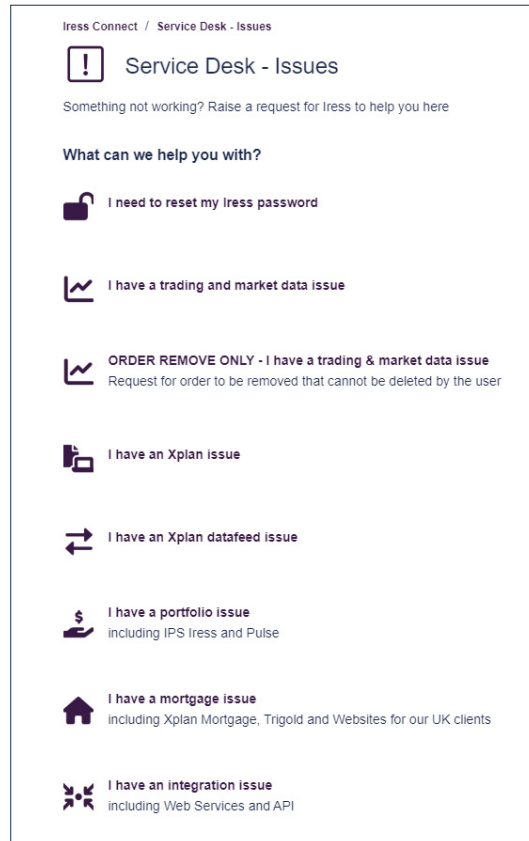 Iress Connect / Service Desk - Issues
Service Desk - Issues
Something not working? Raise a request for Iress to help you here
What can we help you with?
I need to reset my Iress password
I have a trading and market data issue
ORDER REMOVE ONLY - I have a trading & market data issue
Request for order to be removed that cannot be deleted by the user
I have an Xplan issue
I have an Xplan datafeed issue
I have a portfolio issue
including IPS Iress and Pulse
I have a mortgage issue
including Xplan Mortgage, Trigold and Websites for our UK clients
I have an integration issue
including Web Services and API